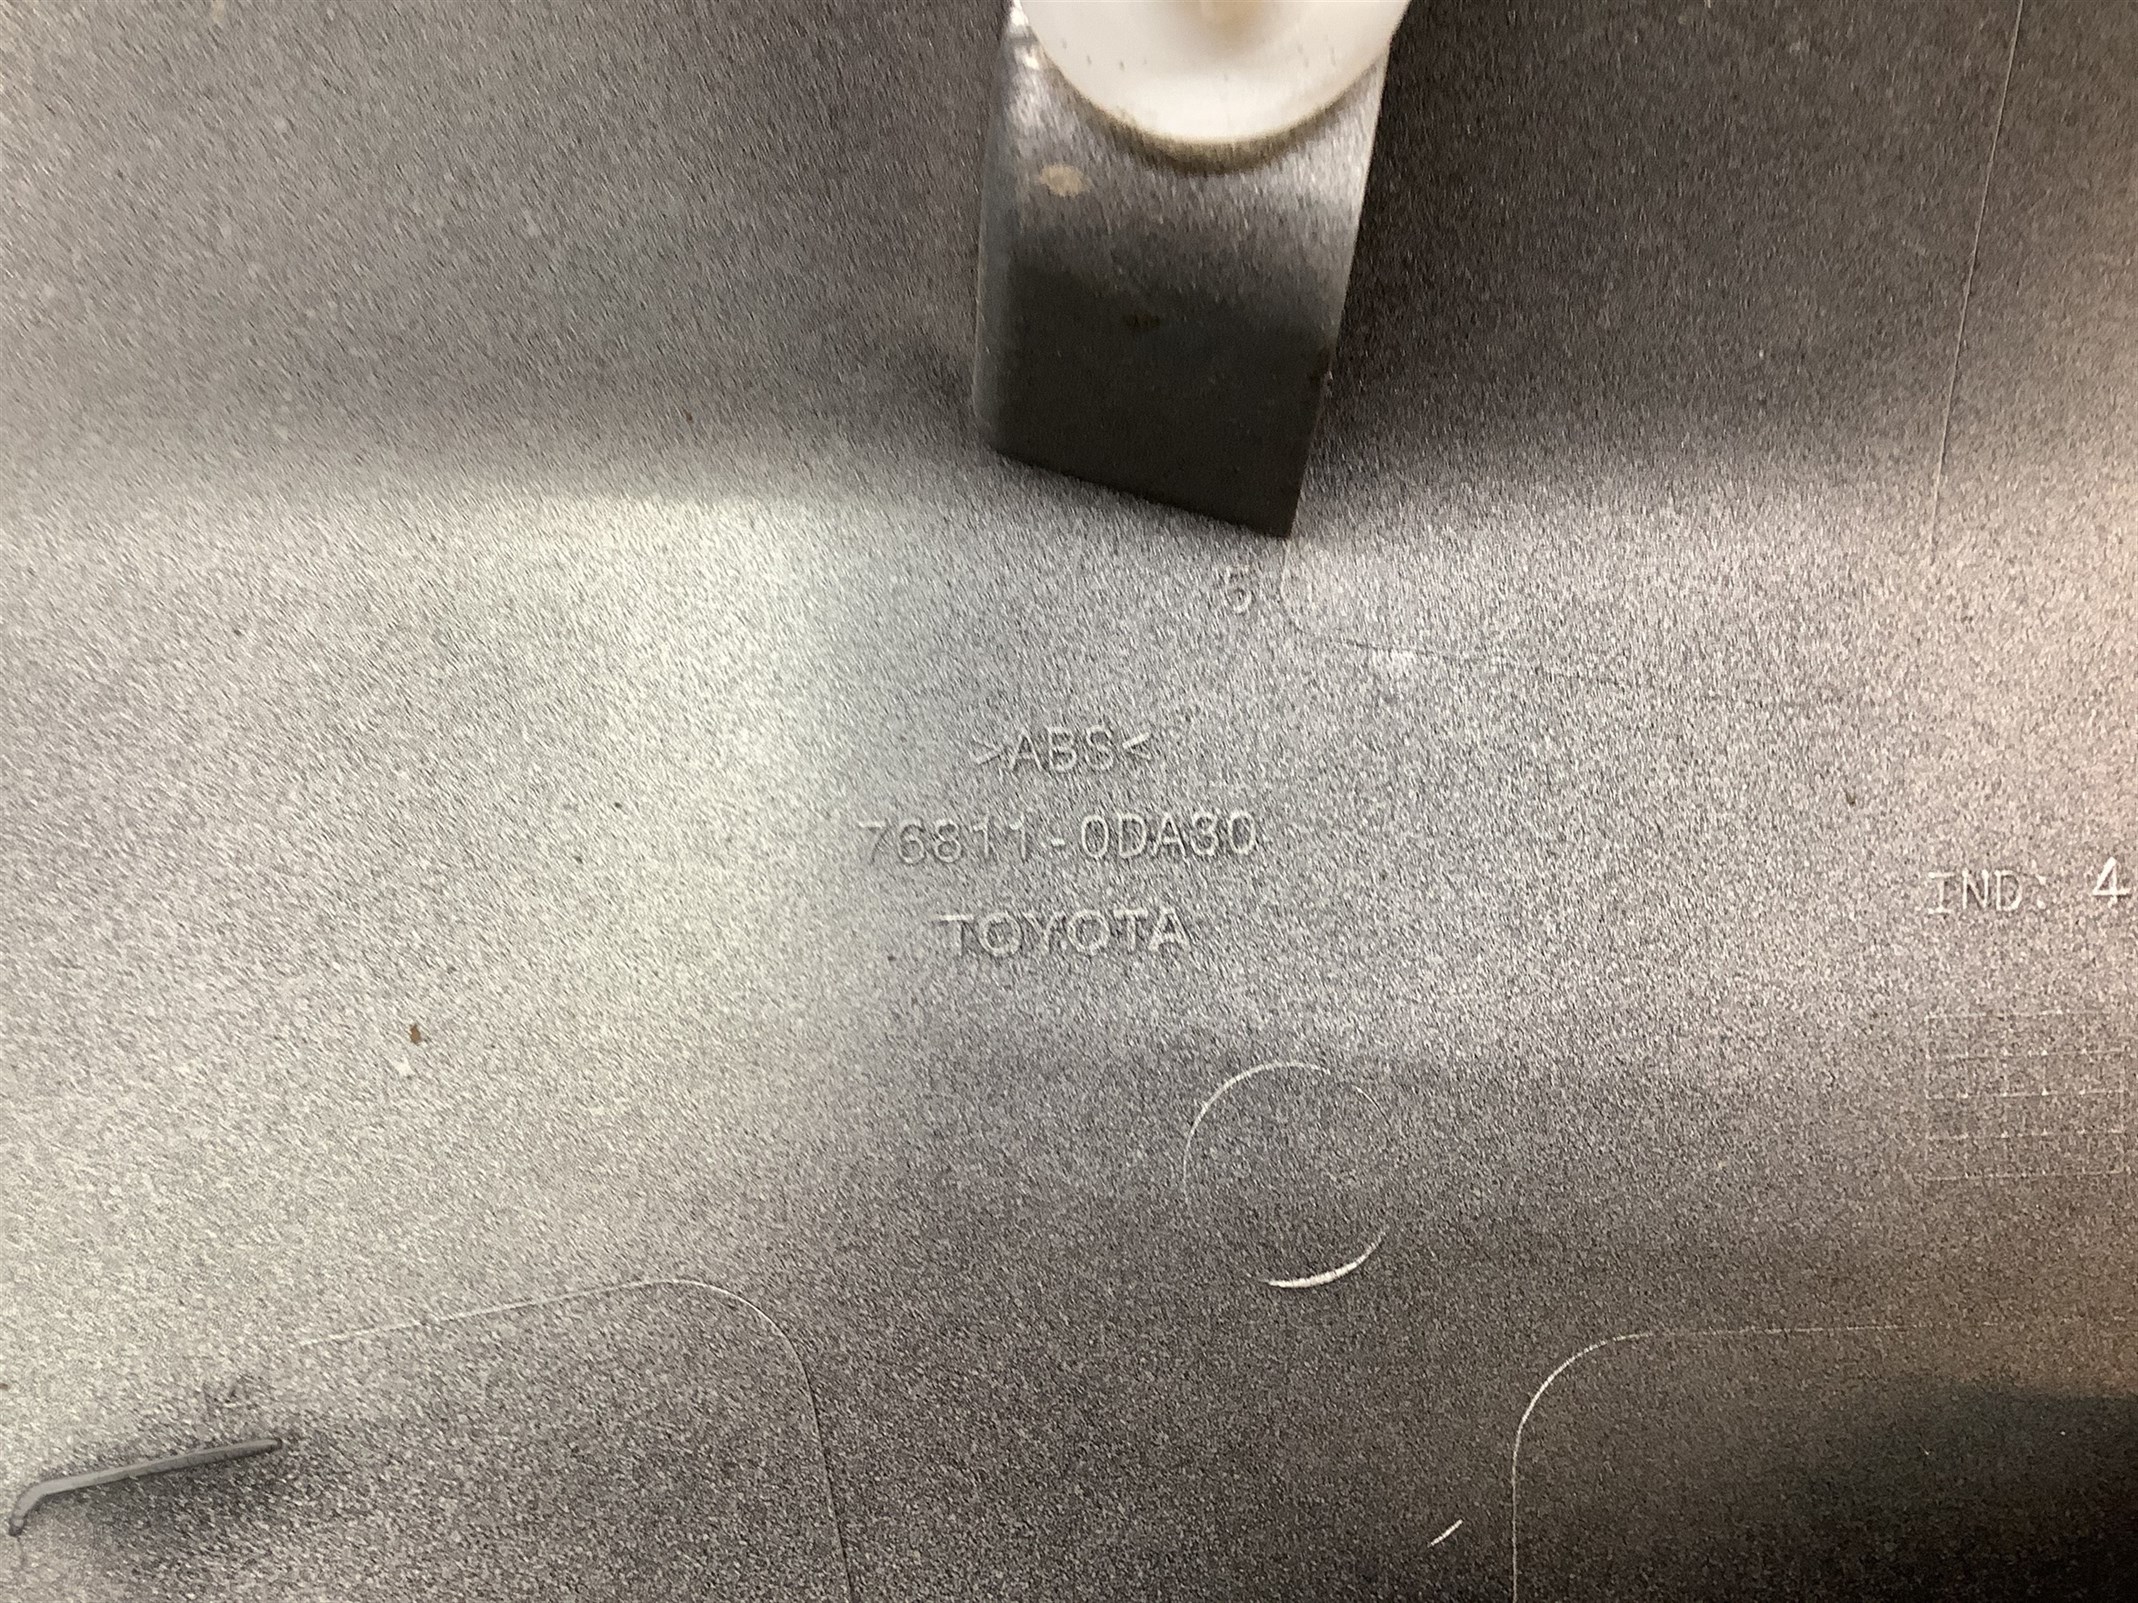 5
>ABS<
76811-0DA30
TOYOTA
IND: 4